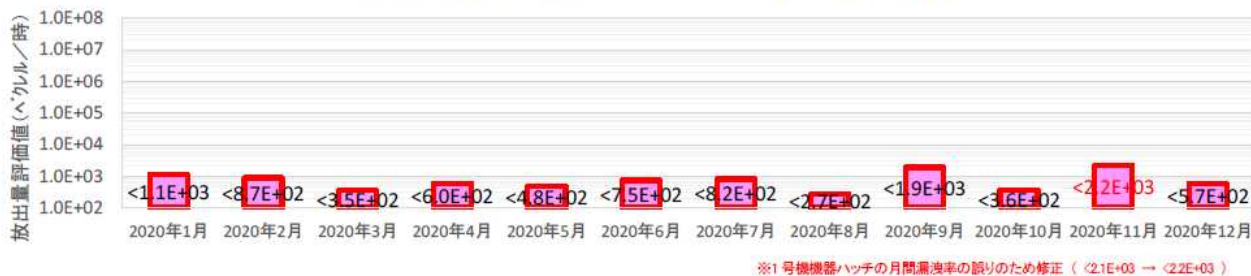 放出量評価値(ベクレル／時)
1.0E+08
1.0E+07
1.0E+06
1.0E+05
1.0E+04
1.0E+03
1.0E+02
<1.1E+03 <8.7E+02 <3.5E+02 <6.0E+02 <4.8E+02 <7.5E+02 <8.2E+02 <2.7E+02 <1.9E+03 <3.6E+02 <2.2E+03 <5.7E+02
2020年1月 2020年2月 2020年3月 2020年4月 2020年5月 2020年6月 2020年7月 2020年8月 2020年9月 2020年10月 2020年11月 2020年12月
※1号機機器ハッチの月間漏洩率の誤りのため修正（ <2.1E+03 → <2.2E+03 ）